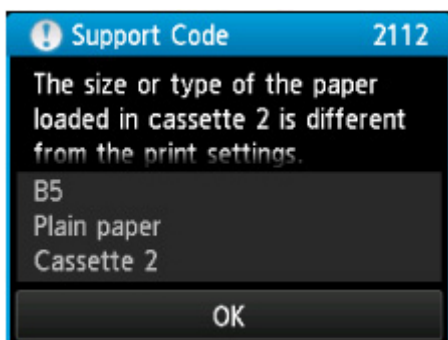 Support Code 2112
The size or type of the paper
loaded in cassette 2 is different
from the print settings.
B5
Plain paper
Cassette 2
OK